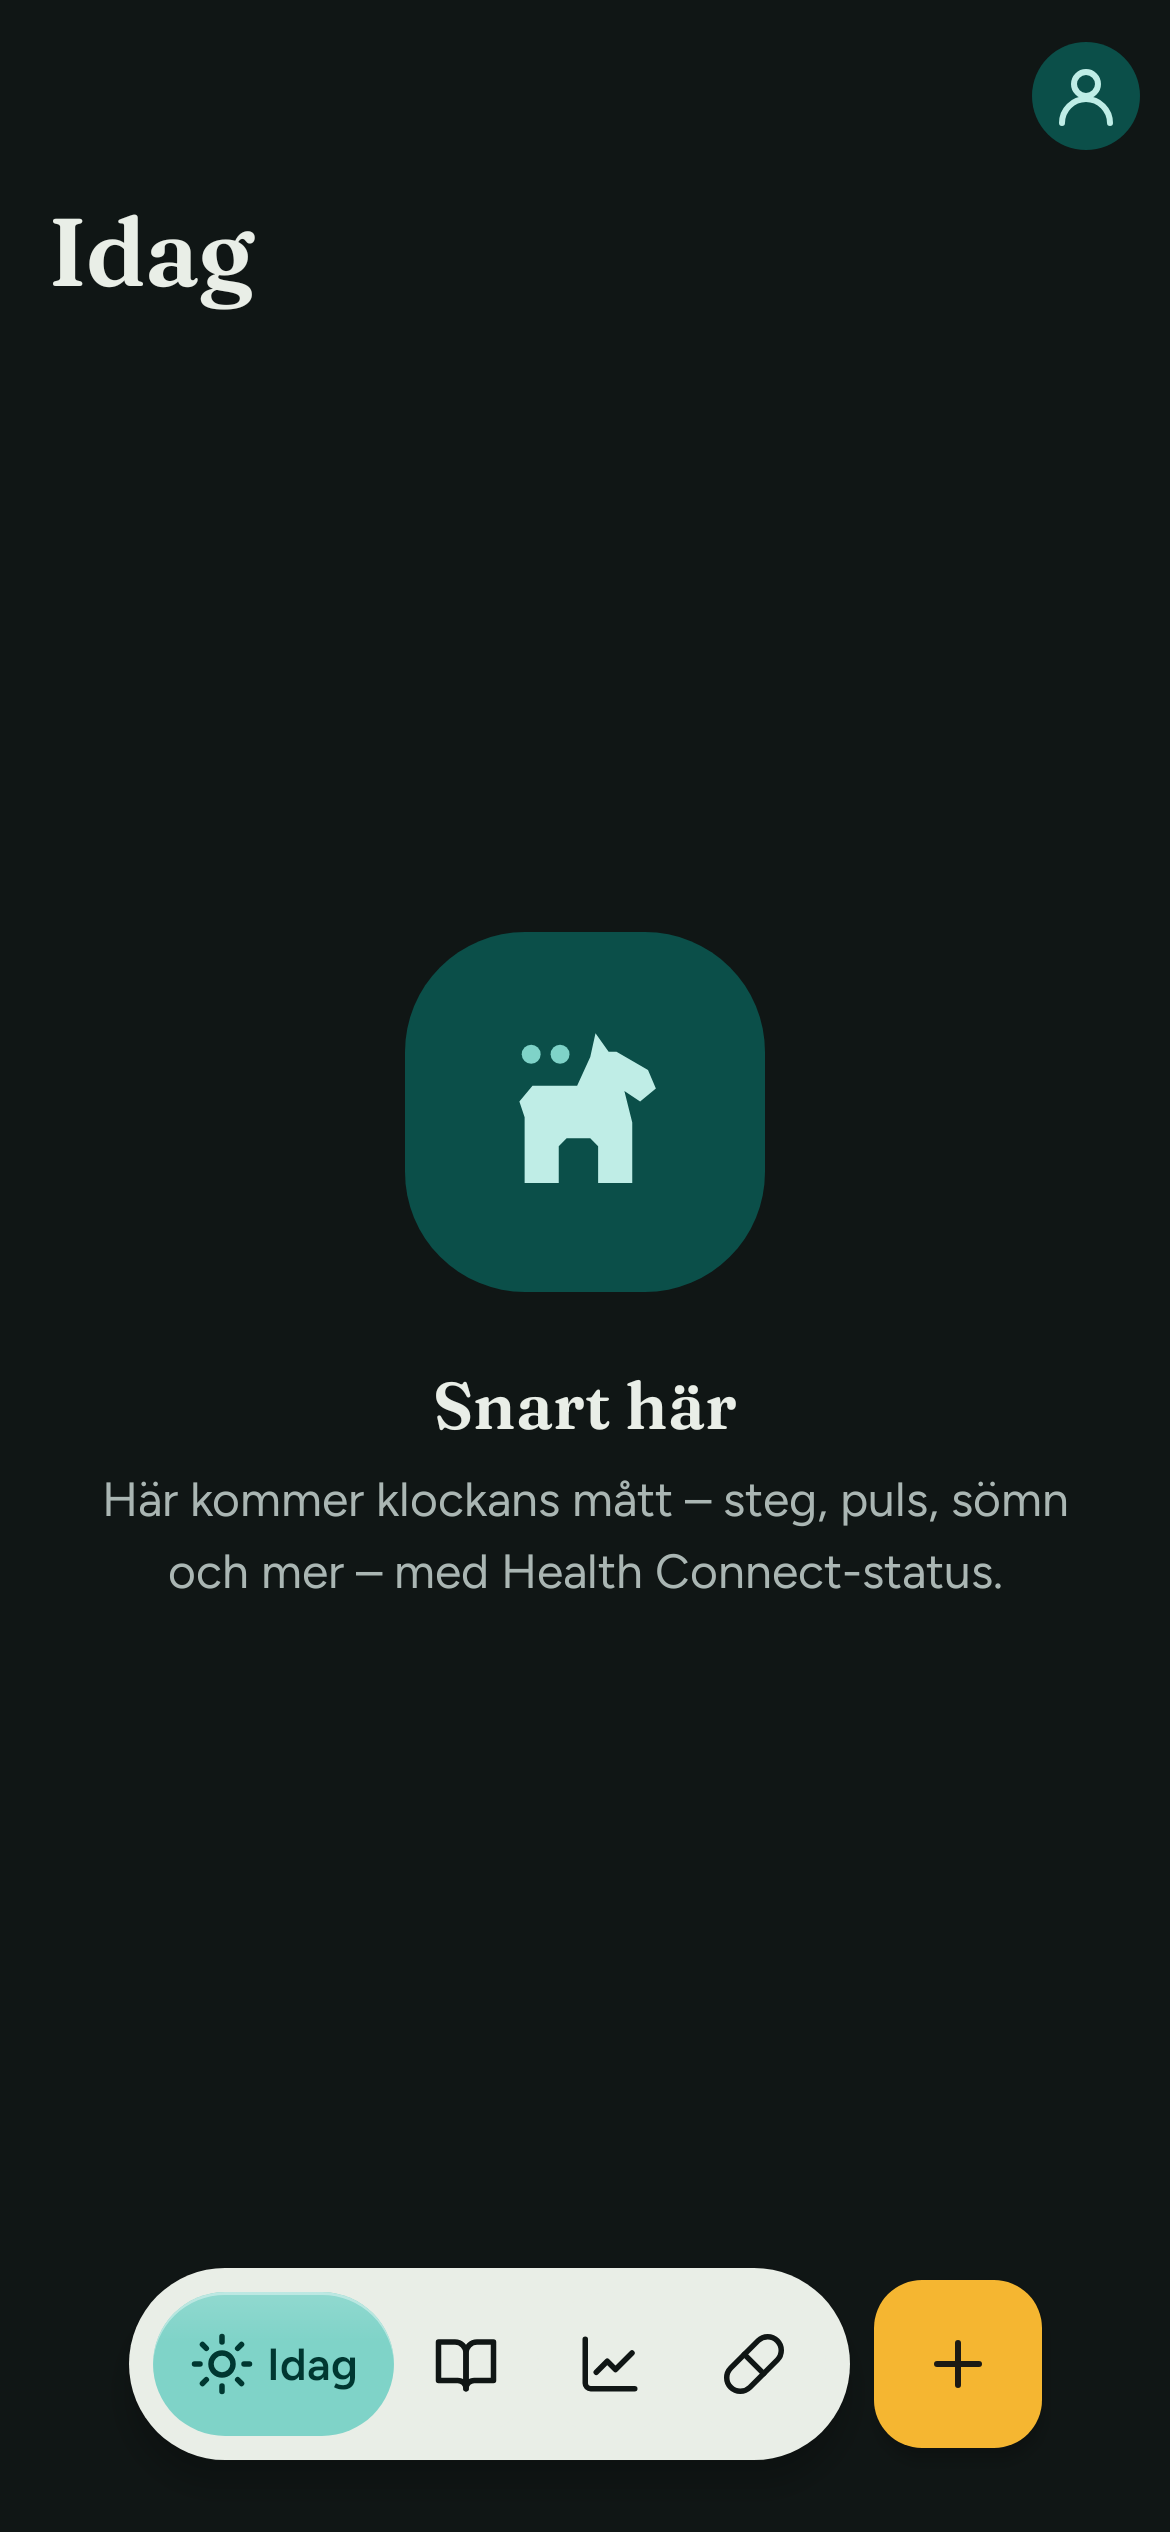 Idag
Snart här
Här kommer klockans mått – steg, puls, sömn
och mer – med Health Connect-status.
Idag